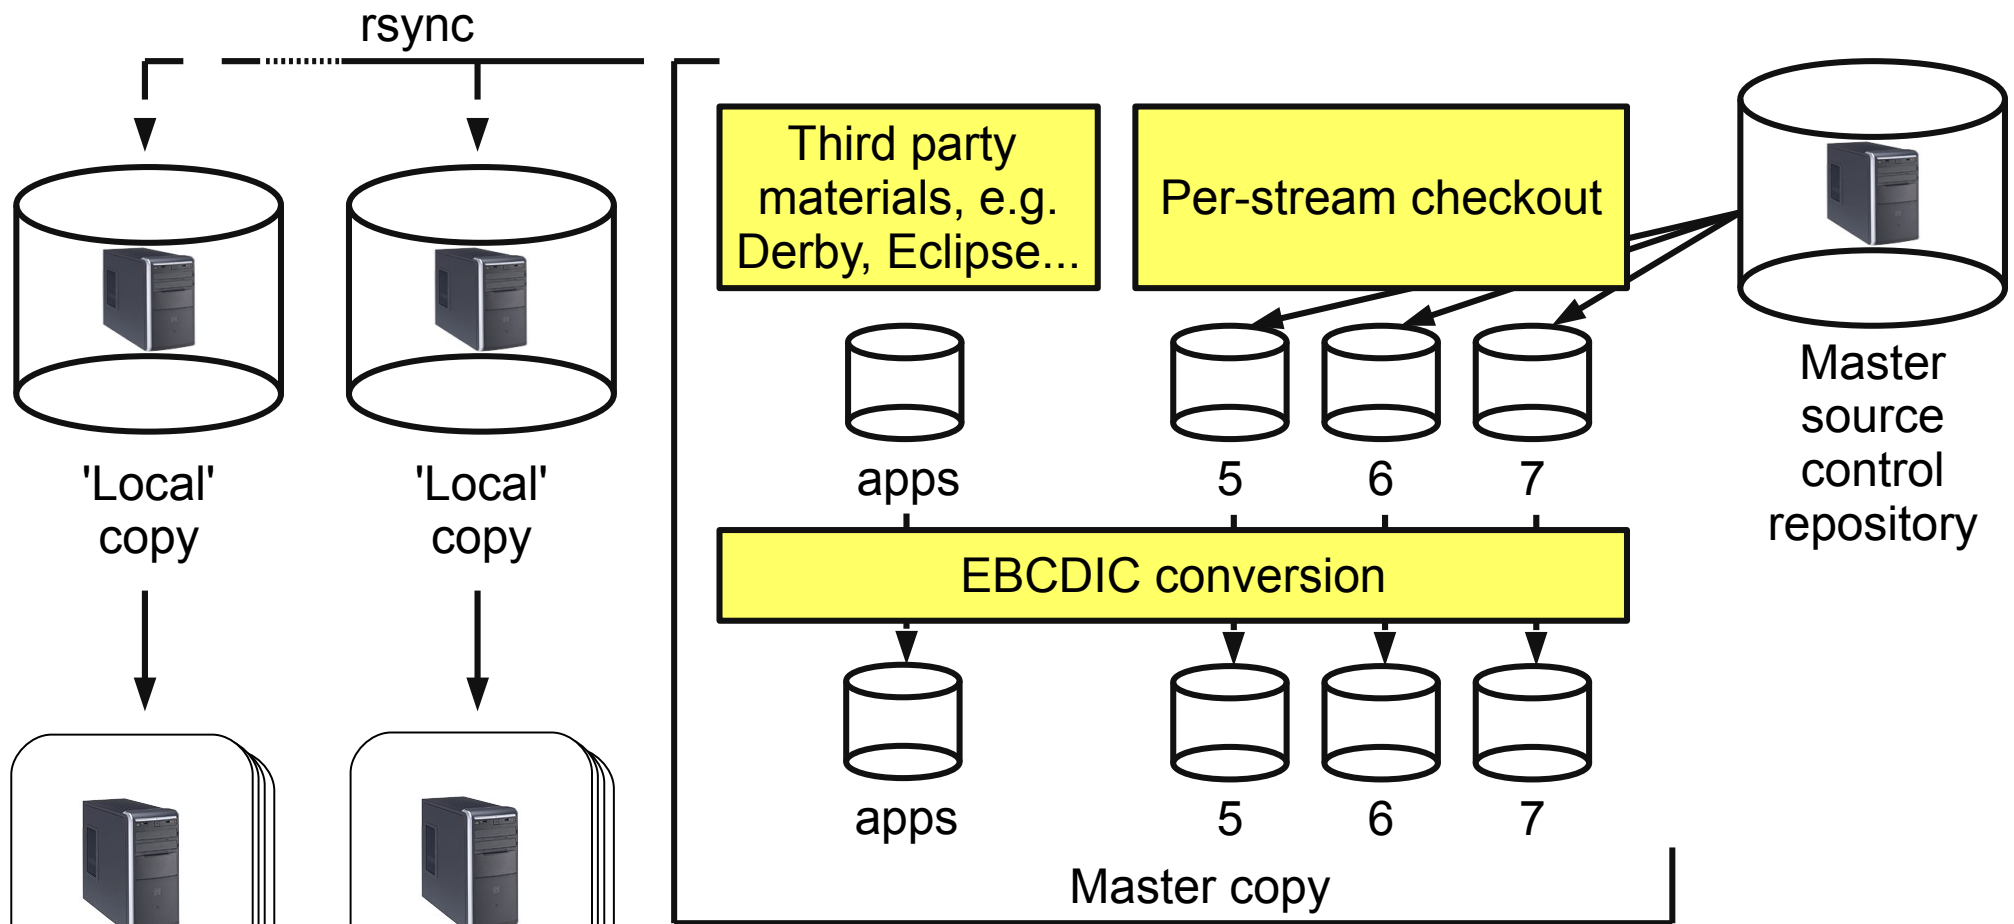 rsync
Third party
materials, e.g.
Derby, Eclipse...
Per-stream checkout
'Local'
copy
'Local'
copy
apps
5
6
7
Master
source
control
repository
EBCDIC conversion
apps
5
6
7
Master copy